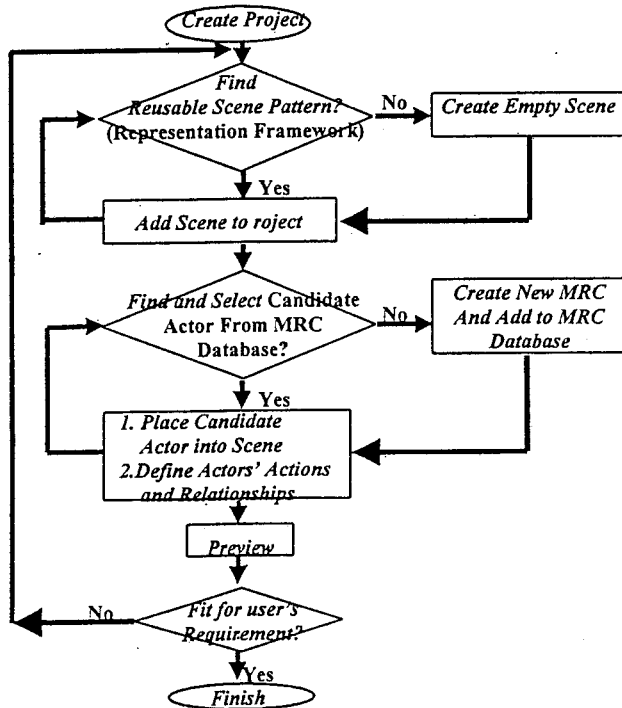 Create Project
Find
Reusable Scene Pattern?
(Representation Framework)
No
Create Empty Scene
Yes
Add Scene to roject
Find and Select Candidate
Actor From MRC
Database?
No
Create New MRC
And Add to MRC
Database
Yes
1. Place Candidate
Actor into Scene
2.Define Actors' Actions
and Relationships
Preview
No
Fit for user's
Requirement?
Yes
Finish